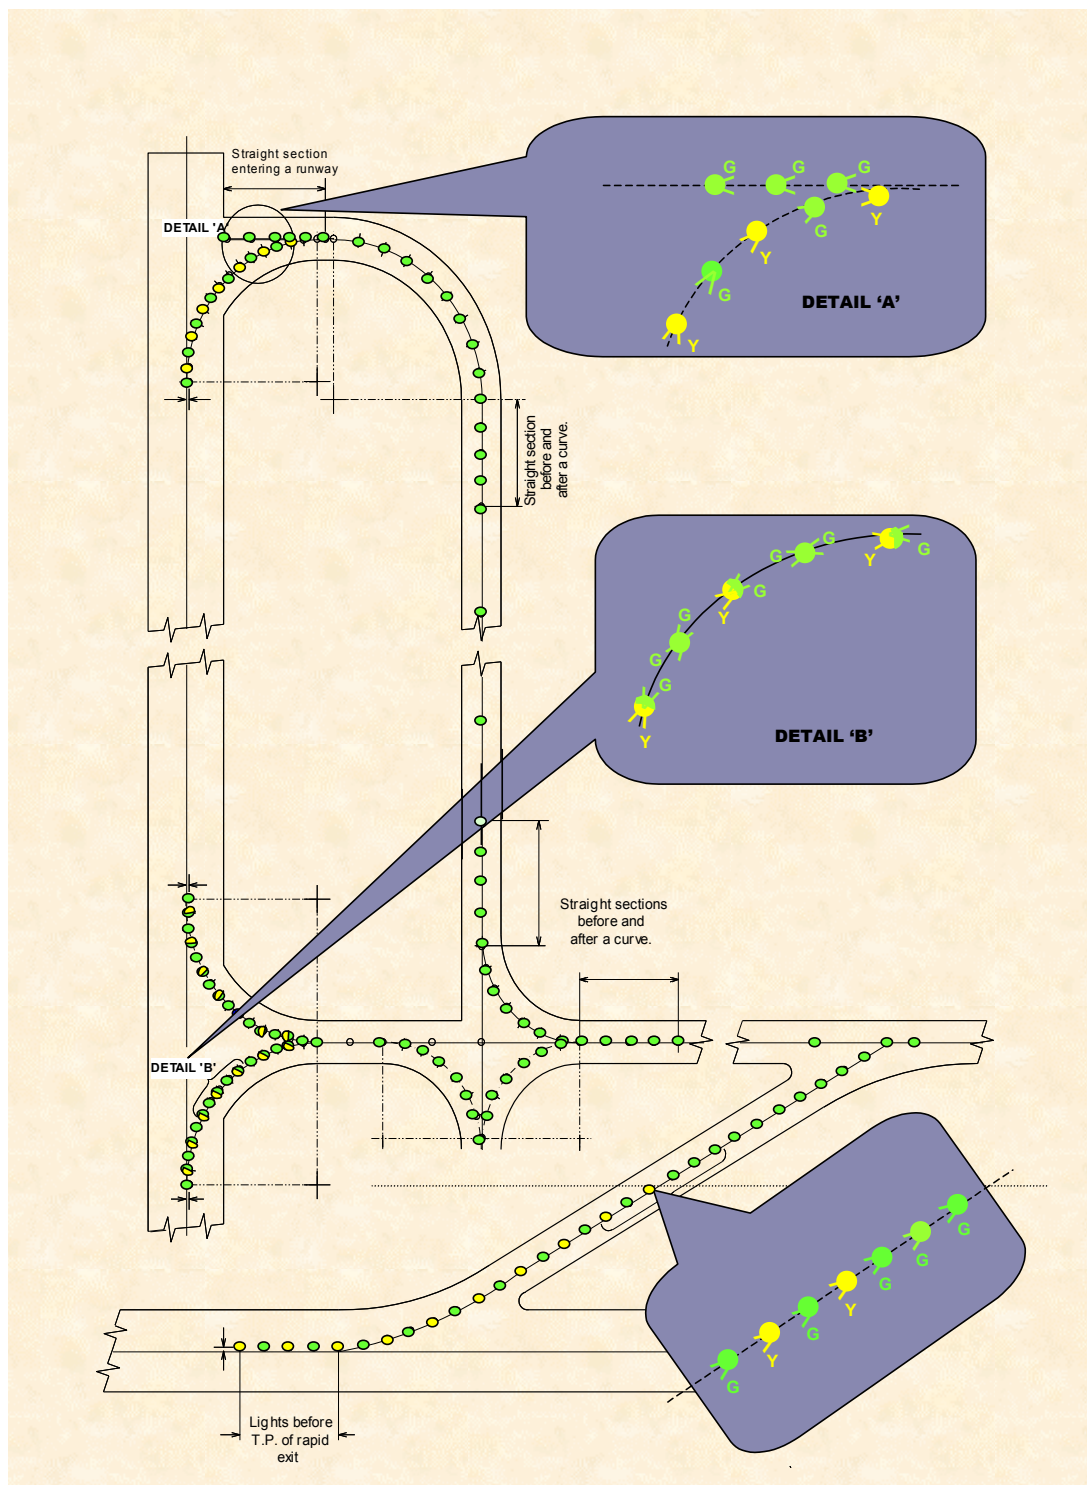 Straight section
entering a runway
DETAIL 'A'
G
G
G
Y
G
Y
G
Y
DETAIL ‘A’
Straight section
before and
after a curve.
G
G
Y
G
G
Y
G
G
G
Y
DETAIL ‘B’
Straight sections
before and
after a curve.
DETAIL 'B'
G
G
G
Y
G
Y
G
Lights before
T.P. of rapid
exit